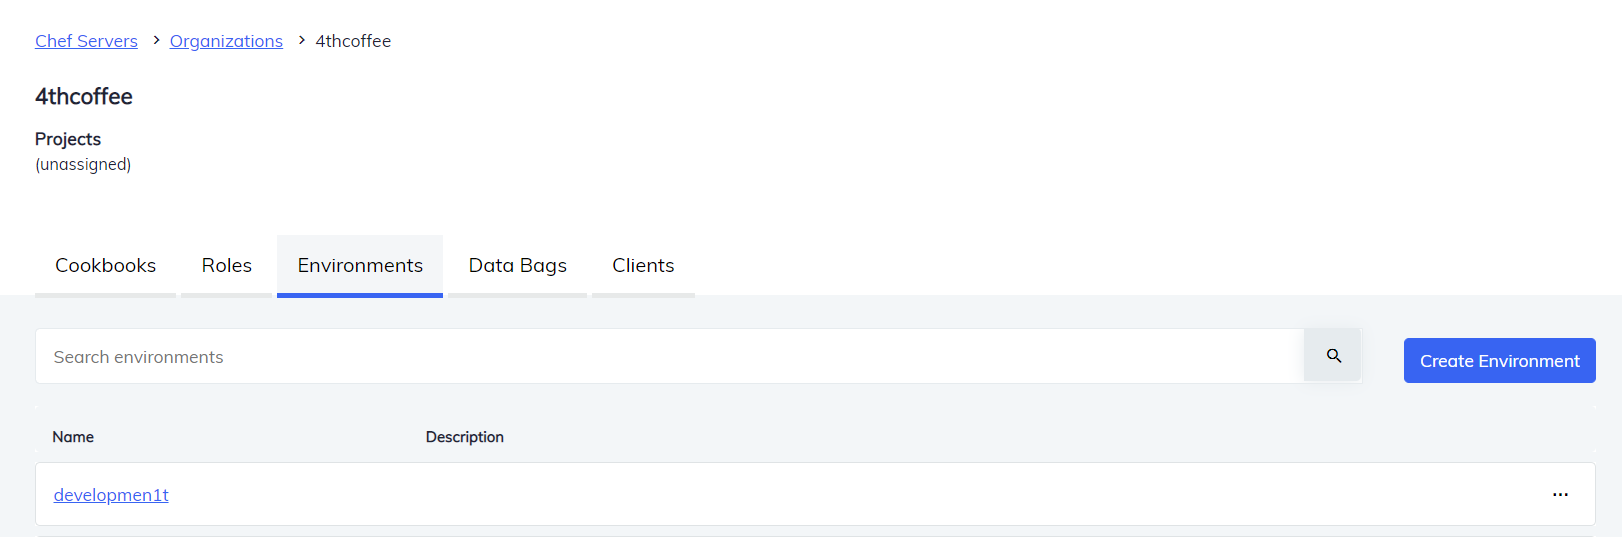 Chef Servers > Organizations > 4thcoffee
4thcoffee
Projects
(unassigned)
Cookbooks Roles Environments Data Bags Clients
Search environments
Create Environment
Name Description
developmen1t ...